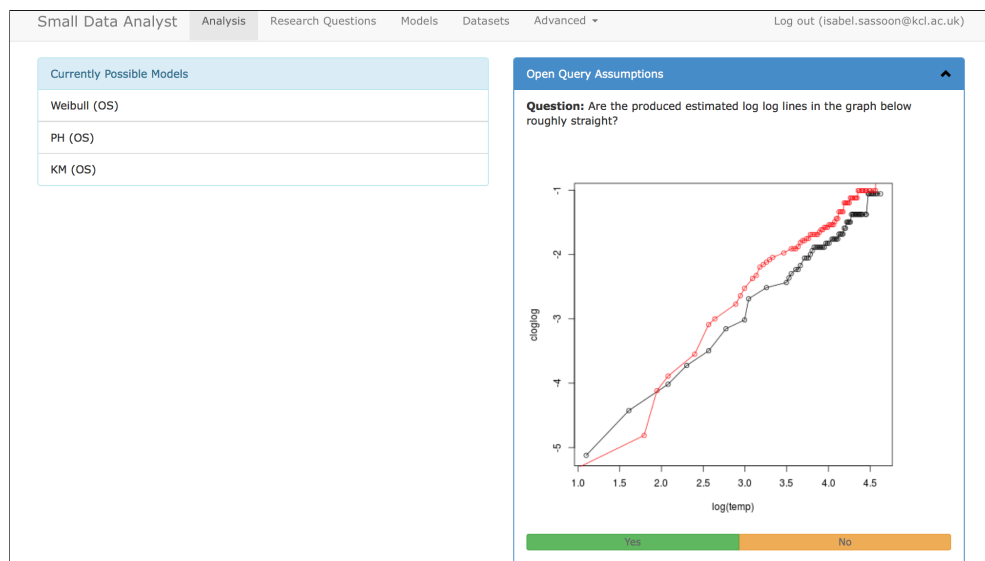 Small Data Analyst Analysis Research Questions Models Datasets Advanced Log out (isabel.sassoon@kcl.ac.uk)
Currently Possible Models
Weibull (OS)
PH (OS)
KM (OS)
Open Query Assumptions
Question: Are the produced estimated log log lines in the graph below
roughly straight?
-1
-2
-3
-4
-5
cloglog
1.0 1.5 2.0 2.5 3.0 3.5 4.0 4.5
log(temp)
Yes No